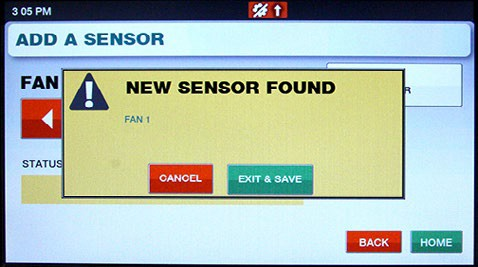 3 05 PM
ADD A SENSOR
FAN
NEW SENSOR FOUND
FAN 1
STATUS
CANCEL
EXIT & SAVE
BACK
HOME